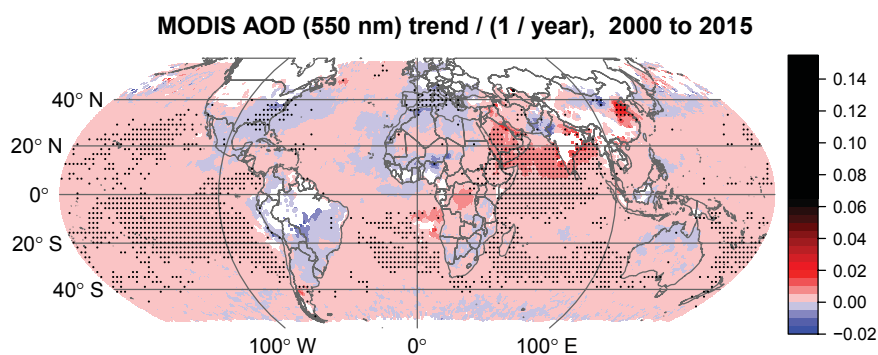 MODIS AOD (550 nm) trend / (1 / year), 2000 to 2015
40° N
20° N
0°
20° S
40° S
100° W
0°
100° E
0.14
0.12
0.10
0.08
0.06
0.04
0.02
0.00
−0.02